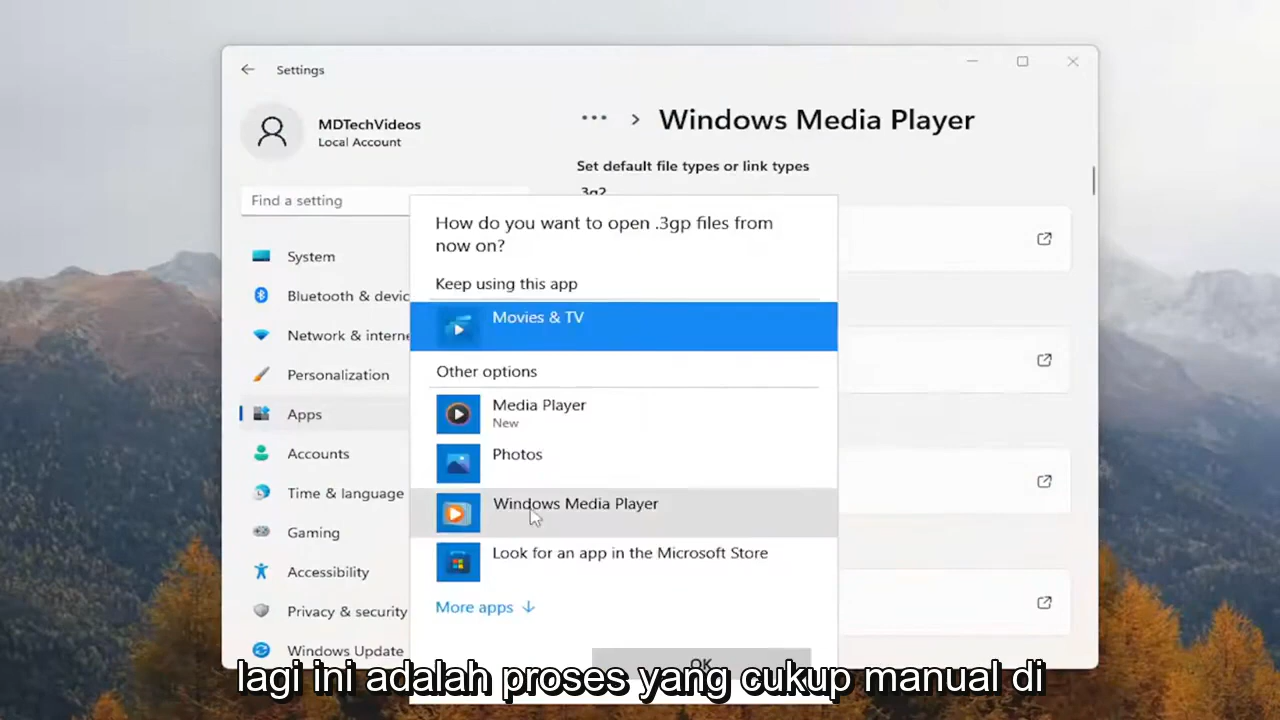 Settings
MDTechVideos
Local Account
Find a setting
System
Bluetooth & devic
Network & interne
Personalization
Apps
Accounts
Time & language
Gaming
Accessibility
Privacy & security
Windows Update
... > Windows Media Player
Set default file types or link types
.3g2
How do you want to open .3gp files from
now on?
Keep using this app
Movies & TV
Other options
Media Player
New
Photos
Windows Media Player
Look for an app in the Microsoft Store
More apps
OK
lagi ini adalah proses yang cukup manual di